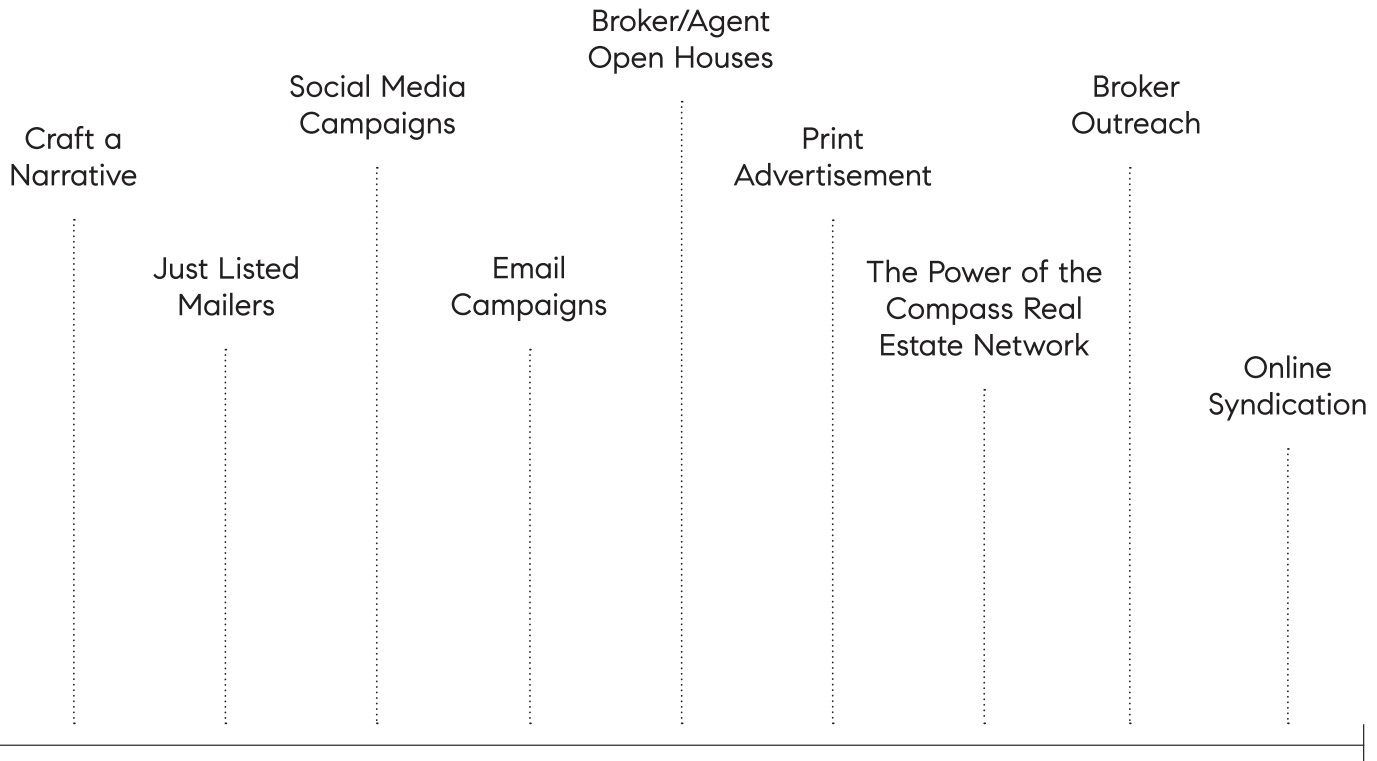 Craft a
Narrative
Just Listed
Mailers
Social Media
Campaigns
Email
Campaigns
Broker/Agent
Open Houses
Print
Advertisement
The Power of the
Compass Real
Estate Network
Broker
Outreach
Online
Syndication